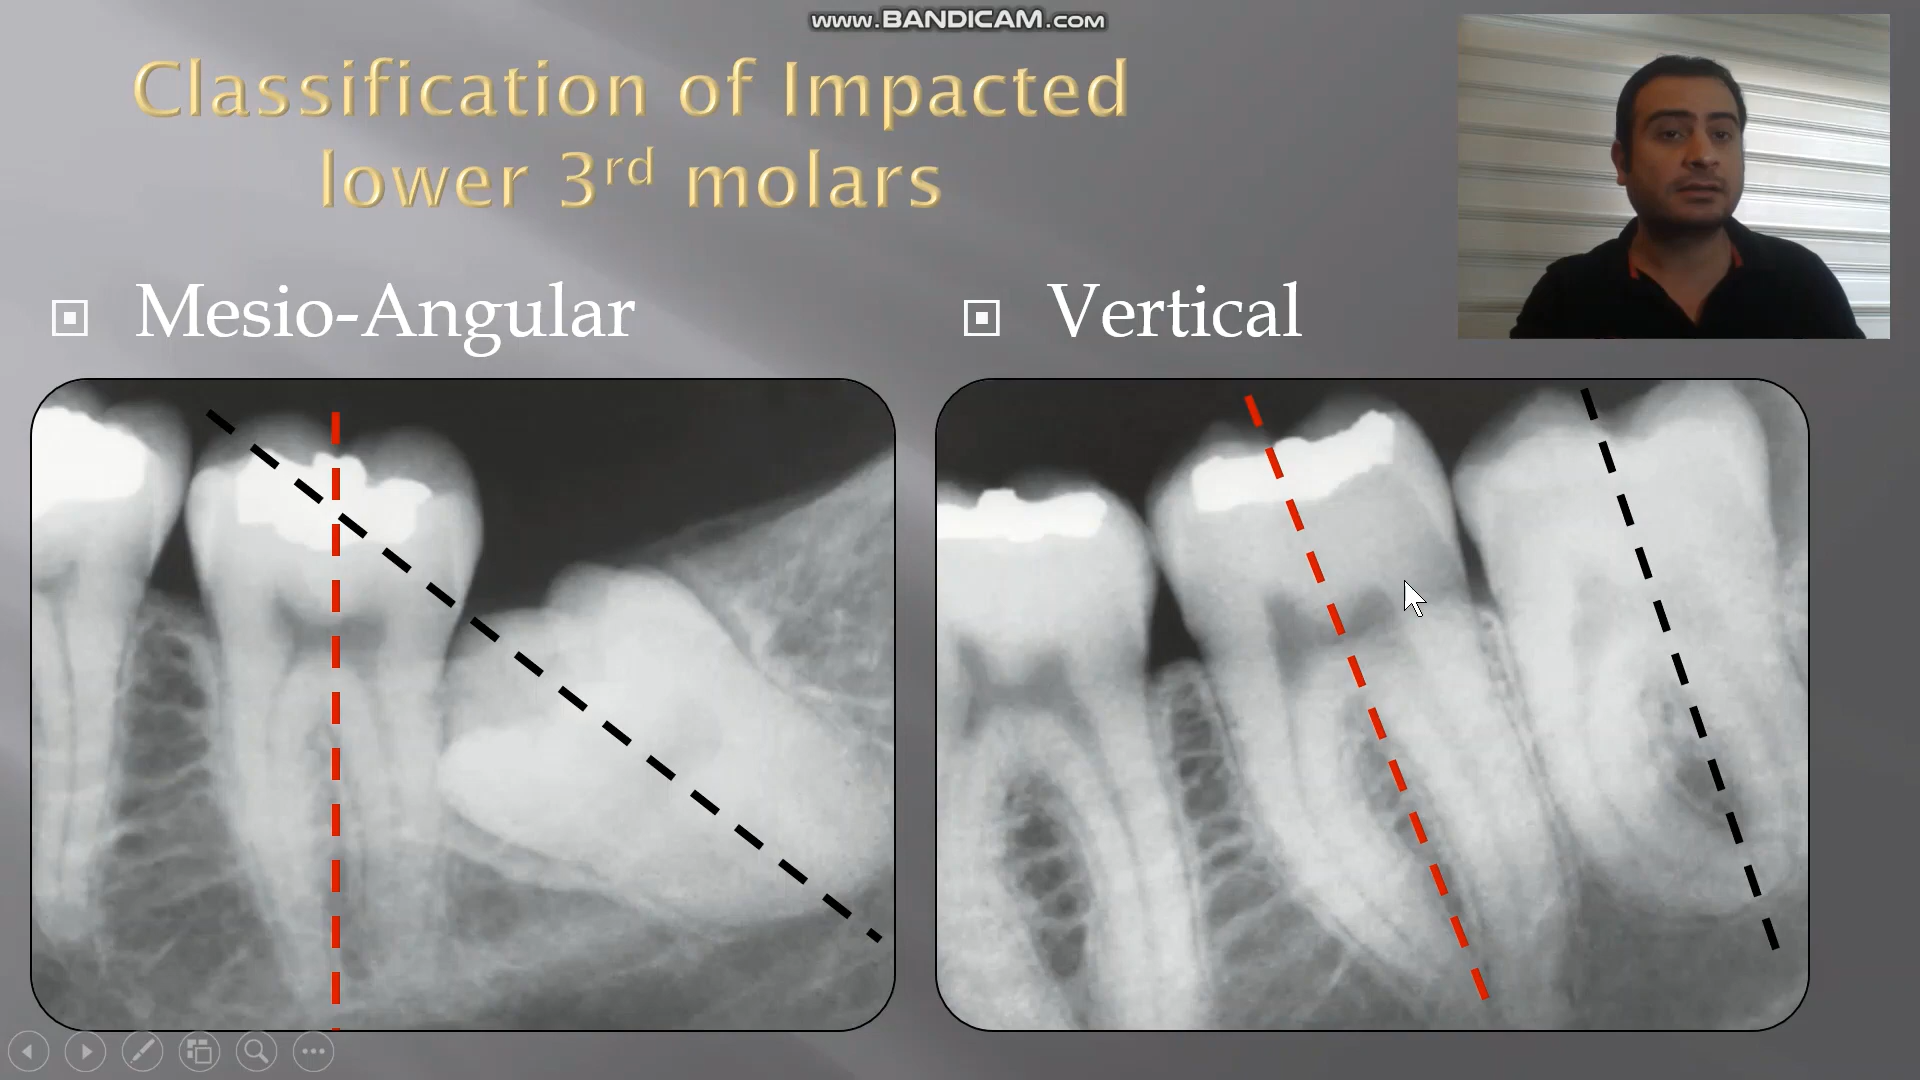 www.BANDICAM.com
Classification of Impacted
lower 3rd molars
Mesio-Angular
Vertical